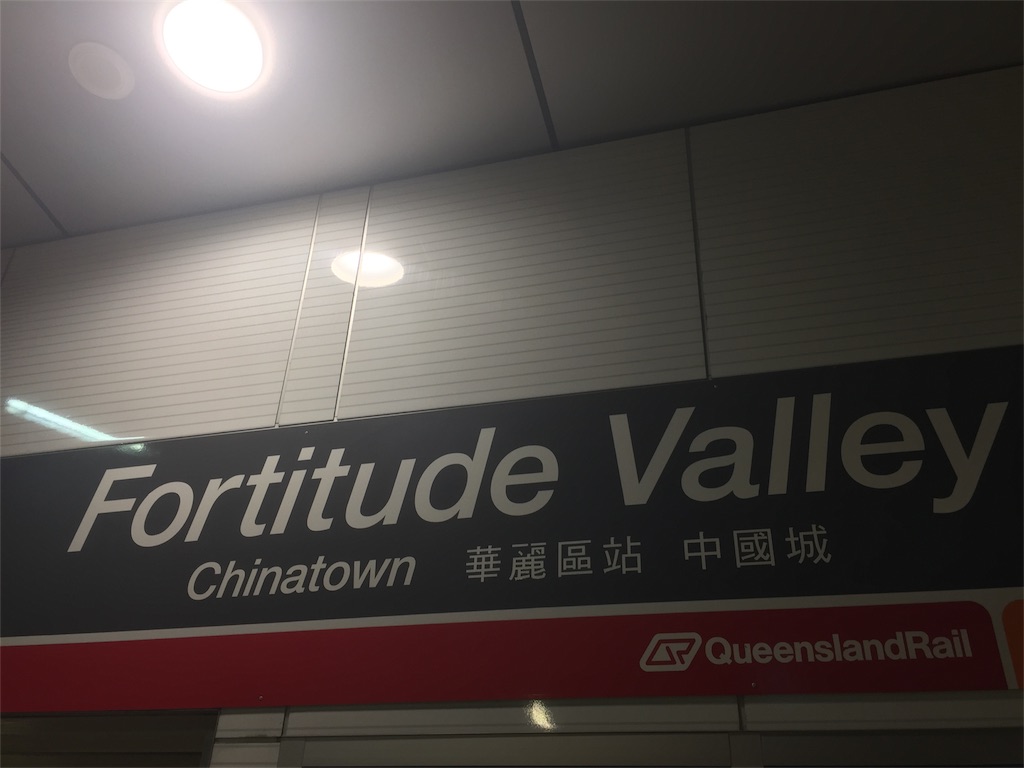 Fortitude Valley
Chinatown 華麗區站 中國城
QueenslandRail